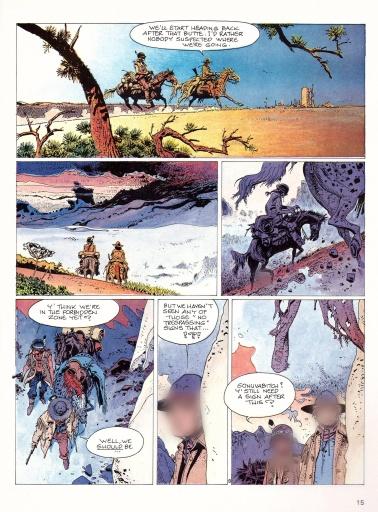 WE'LL START HEADING BACK
AFTER THAT BUTTE. I'D RATHER
NOBODY SUSPECTED WHERE
WE'RE GOING.
Y' THINK WE'RE
IN THE FORBIDDEN
ZONE YET?
WELL, WE
SHOULD BE...
BUT WE HAVEN'T
SEEN ANY OF
THOSE "NO
TRESPASSING"
SIGNS THAT...
SONUVABITCH!
Y' STILL NEED
A SIGN AFTER
THIS?
15